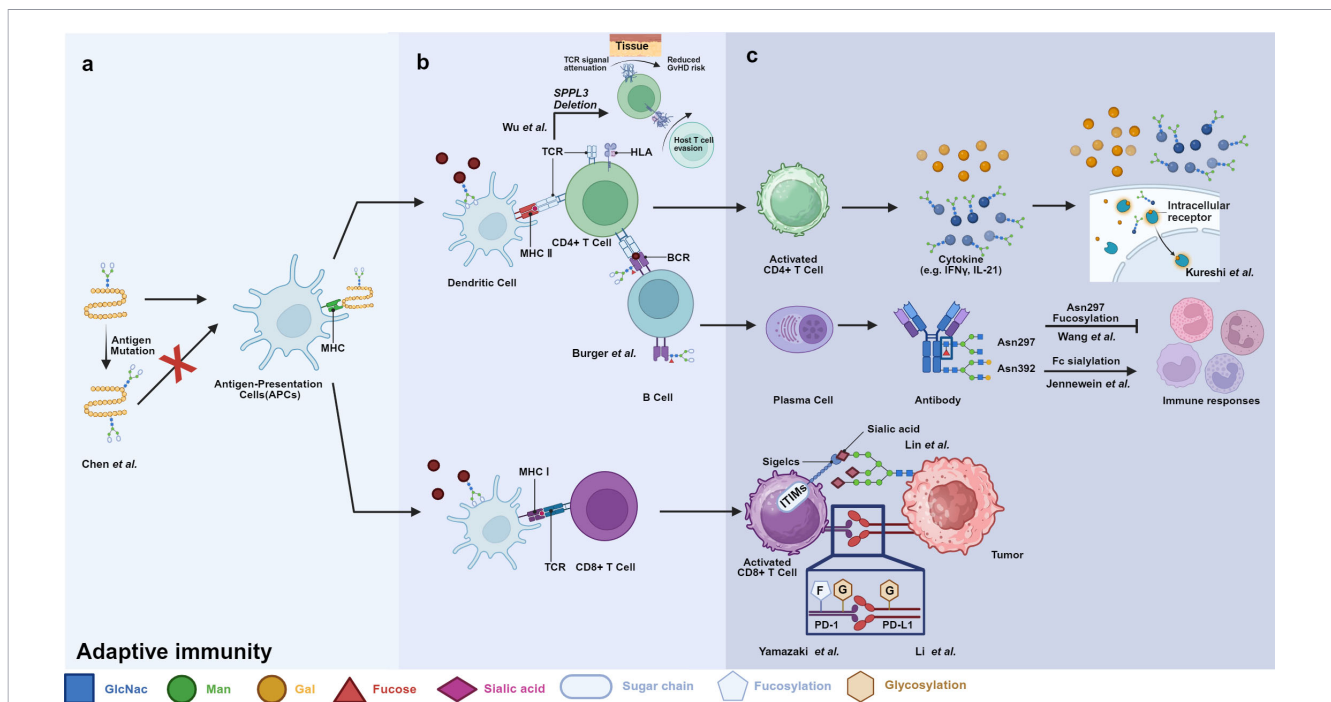 a
Antigen
Mutation
Chen et al.
MHC
Antigen-Presentation
Cells(APCs)
Adaptive immunity
b
Tissue
TCR siganal
attenuation
Reduced
GvHD risk
SPPL3
Deletion
Wu et al.
TCR
HLA
Host T cell
evasion
MHC II
CD4+ T Cell
Dendritic Cell
BCR
Burger et al.
B Cell
MHC I
TCR
CD8+ T Cell
c
Activated
CD4+ T Cell
Cytokine
(e.g. IFNγ, IL-21)
Intracellular
receptor
Kureshi et al.
Plasma Cell
Antibody
Asn297
Asn392
Asn297
Fucosylation
Wang et al.
Fc sialylation
Jennewein et al.
Immune responses
Sialic acid
Lin et al.
Sigelcs
ITIMs
Activated
CD8+ T Cell
Tumor
F
G
G
PD-1
PD-L1
Yamazaki et al.
Li et al.
GlcNac
Man
Gal
Fucose
Sialic acid
Sugar chain
Fucosylation
Glycosylation